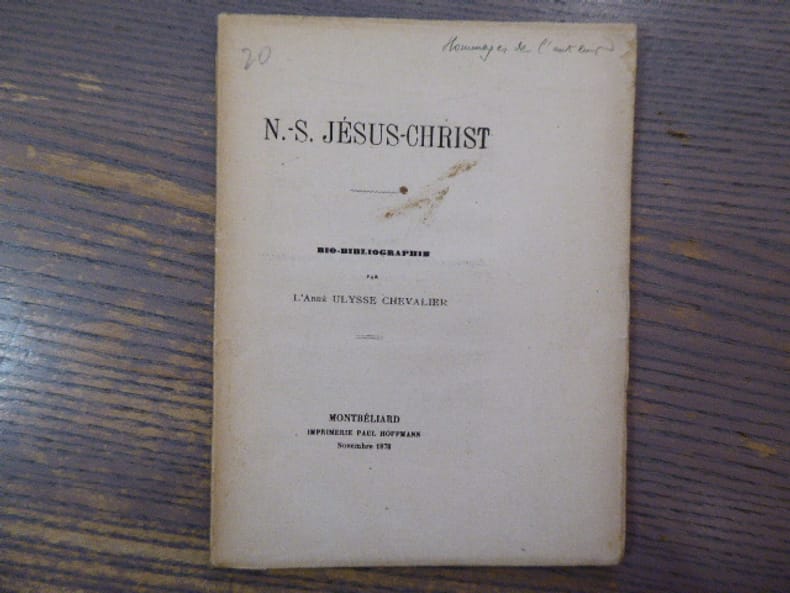 20
Hommages de l'auteur
N.-S. JÉSUS-CHRIST
BIO-BIBLIOGRAPHIE
PAR
L'Abbé ULYSSE CHEVALIER
MONTBÉLIARD
IMPRIMERIE PAUL HOFFMANN
Novembre 1878